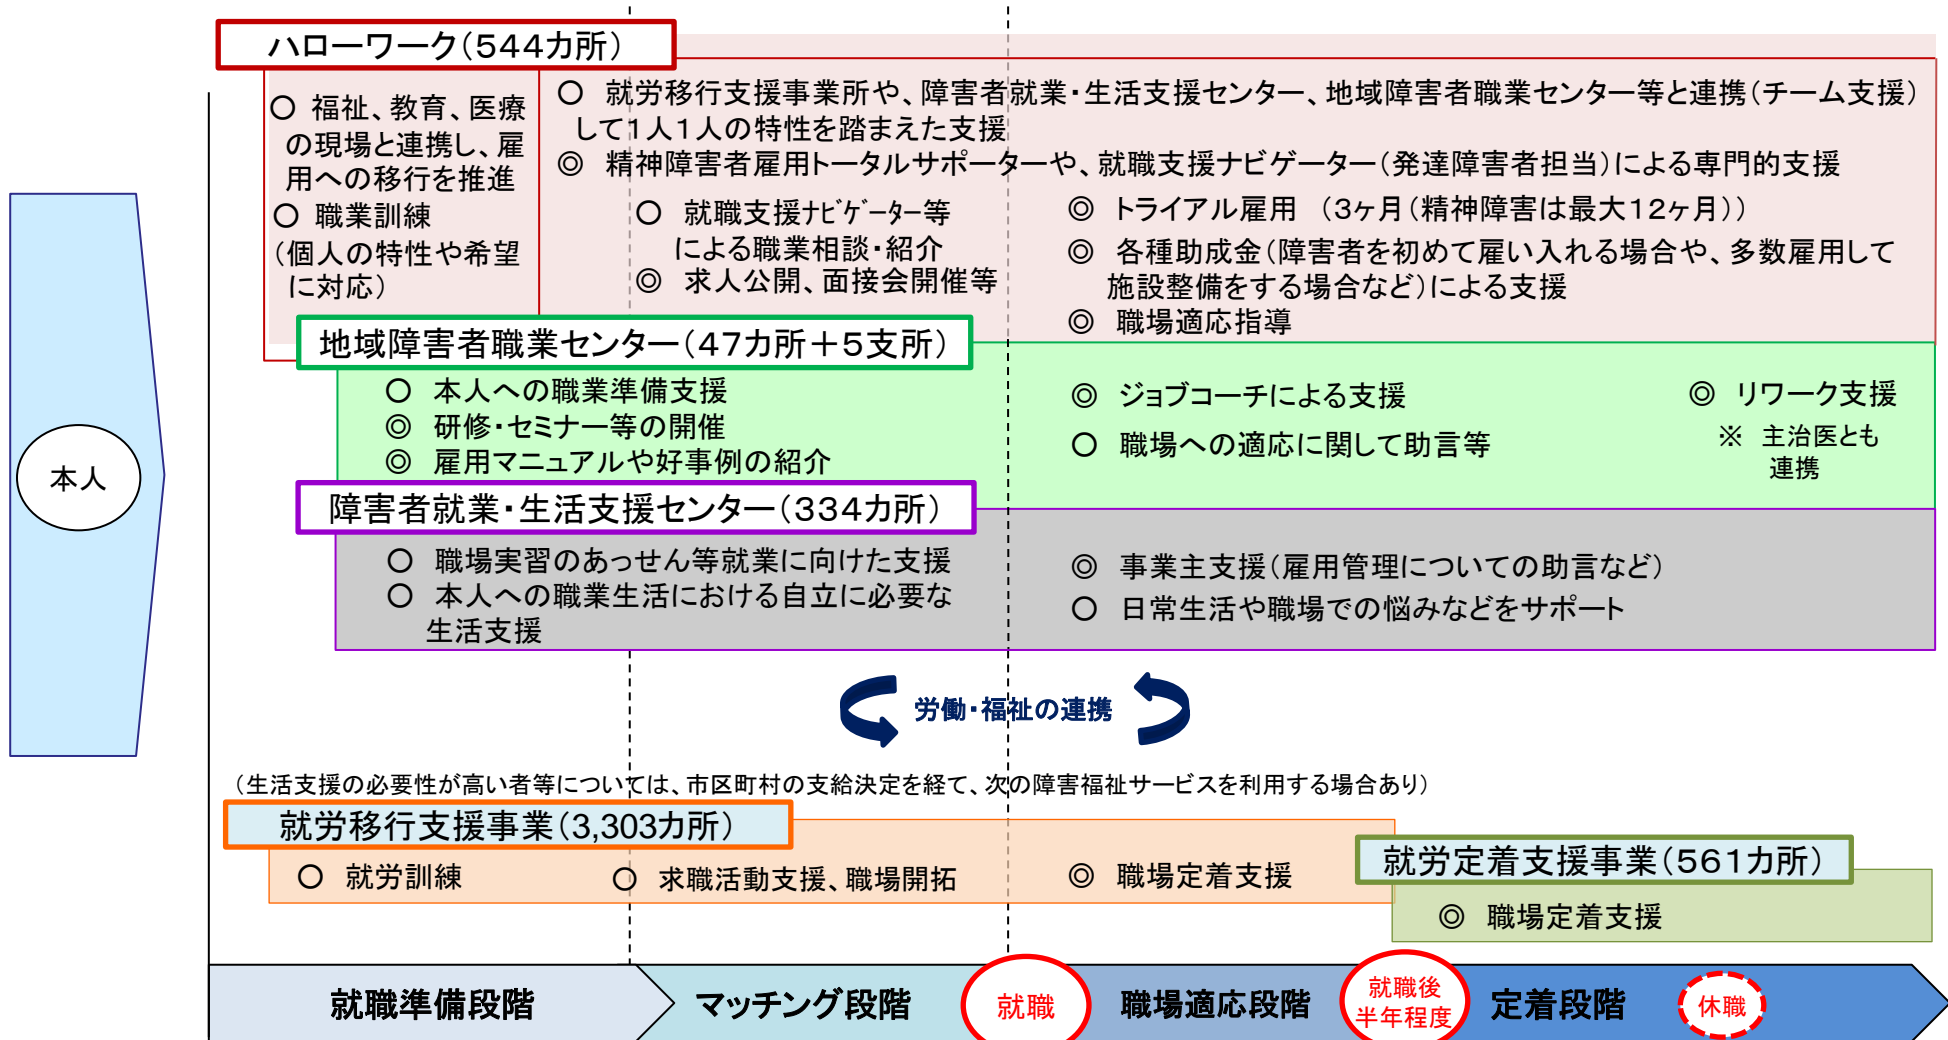 ハローワーク（５４４カ所）
○ 福祉、教育、医療
の現場と連携し、雇
用への移行を推進
○ 職業訓練
（個人の特性や希望
に対応）
○ 就労移行支援事業所や、障害者就業・生活支援センター、地域障害者職業センター等と連携（チーム支援）
して１人１人の特性を踏まえた支援
◎ 精神障害者雇用トータルサポーターや、就職支援ナビゲーター（発達障害者担当）による専門的支援
○ 就職支援ﾅﾋﾞｹﾞｰﾀｰ等
による職業相談・紹介
◎ 求人公開、面接会開催等
◎ トライアル雇用 （３ヶ月（精神障害は最大１２ヶ月））
◎ 各種助成金（障害者を初めて雇い入れる場合や、多数雇用して
施設整備をする場合など）による支援
◎ 職場適応指導
地域障害者職業センター（４７カ所＋５支所）
○ 本人への職業準備支援
◎ 研修・セミナー等の開催
◎ 雇用マニュアルや好事例の紹介
◎ ジョブコーチによる支援
○ 職場への適応に関して助言等
◎ リワーク支援
※ 主治医とも
連携
本人
障害者就業・生活支援センター（３３４カ所）
○ 職場実習のあっせん等就業に向けた支援
○ 本人への職業生活における自立に必要な
生活支援
◎ 事業主支援（雇用管理についての助言など）
○ 日常生活や職場での悩みなどをサポート
労働・福祉の連携
（生活支援の必要性が高い者等については、市区町村の支給決定を経て、次の障害福祉サービスを利用する場合あり）
就労移行支援事業（3,303カ所）
○ 就労訓練
○ 求職活動支援、職場開拓
◎ 職場定着支援
就労定着支援事業（５６１カ所）
◎ 職場定着支援
就職準備段階
マッチング段階
就職
職場適応段階
就職後
半年程度
定着段階
休職